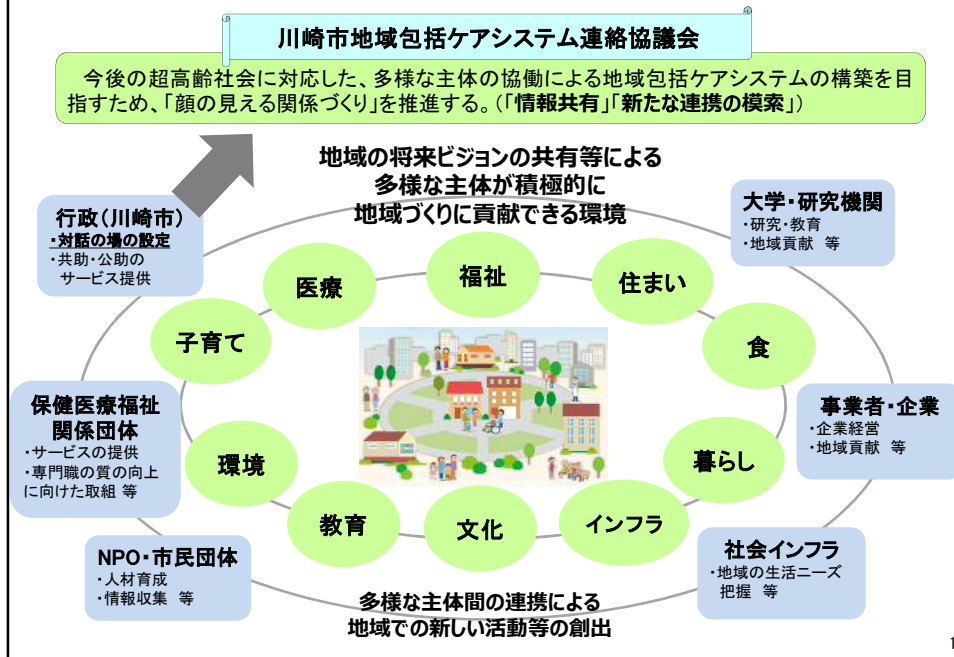 川崎市地域包括ケアシステム連絡協議会
今後の超高齢社会に対応した、多様な主体の協働による地域包括ケアシステムの構築を目
指すため、「顔の見える関係づくり」を推進する。(「情報共有」「新たな連携の模索」)
地域の将来ビジョンの共有等による
多様な主体が積極的に
地域づくりに貢献できる環境
行政(川崎市)
・対話の場の設定
・共助・公助の
サービス提供
大学・研究機関
・研究・教育
・地域貢献 等
医療
福祉
住まい
子育て
食
保健医療福祉
関係団体
・サービスの提供
・専門職の質の向上
に向けた取組 等
事業者・企業
・企業経営
・地域貢献 等
環境
暮らし
教育
文化
インフラ
NPO・市民団体
・人材育成
・情報収集 等
社会インフラ
・地域の生活ニーズ
把握 等
多様な主体間の連携による
地域での新しい活動等の創出
1